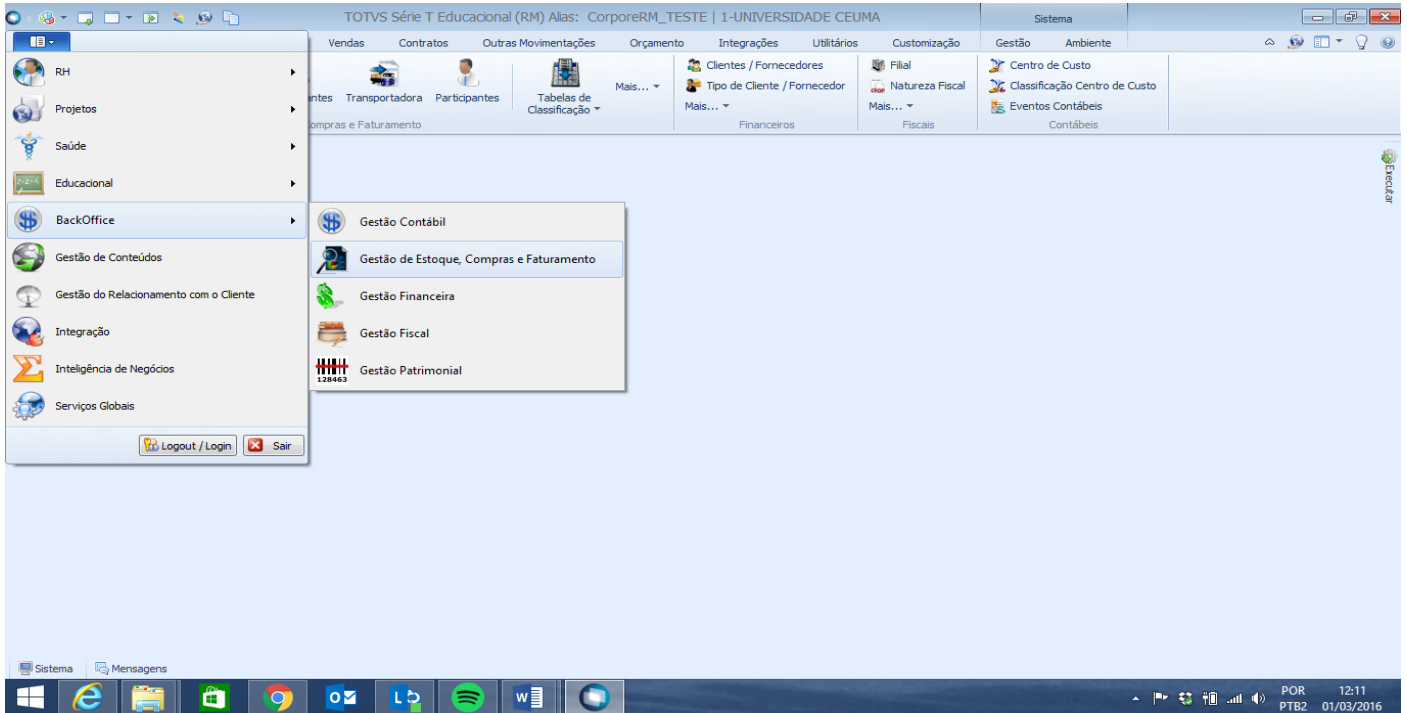 TOTVS Série T Educacional (RM) Alias: CorporeRM_TESTE | 1-UNIVERSIDADE CEUMA
Sistema
Vendas Contratos Outras Movimentações Orçamento Integrações Utilitários Customização Gestão Ambiente
RH
Projetos
Saúde
Educacional
BackOffice
Gestão de Conteúdos
Gestão do Relacionamento com o Cliente
Integração
Inteligência de Negócios
Serviços Globais
Logout / Login Sair
antes Transportadora Participantes Tabelas de
Classificação
Mais...
ompras e Faturamento
Clientes / Fornecedores
Tipo de Cliente / Fornecedor
Mais...
Financeiros
Filial
Natureza Fiscal
Mais...
Fiscais
Centro de Custo
Classificação Centro de Custo
Eventos Contábeis
Contábeis
Executar
Gestão Contábil
Gestão de Estoque, Compras e Faturamento
Gestão Financeira
Gestão Fiscal
128463
Gestão Patrimonial
Sistema Mensagens
POR 12:11
PTB2 01/03/2016